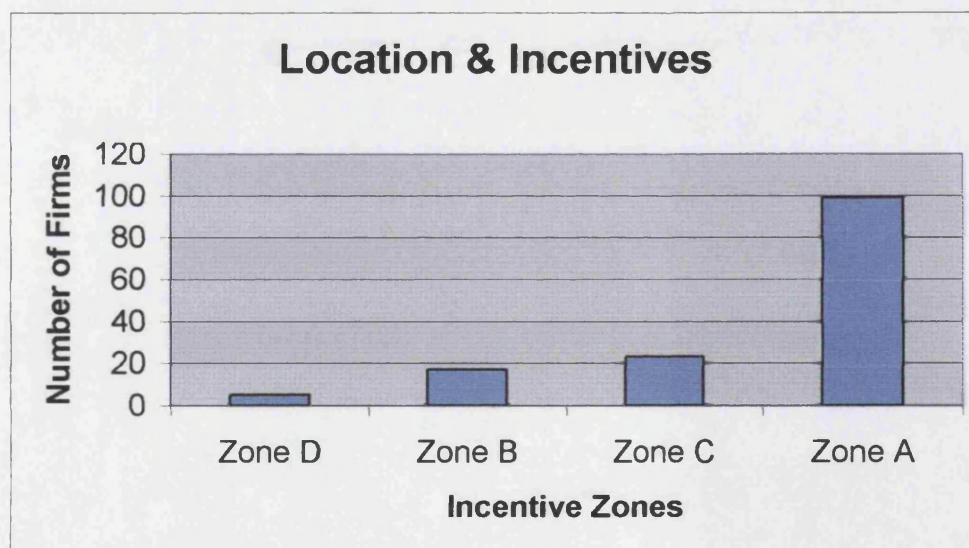 Location & Incentives
Number of Firms
120
100
80
60
40
20
0
Zone D Zone B Zone C Zone A
Incentive Zones